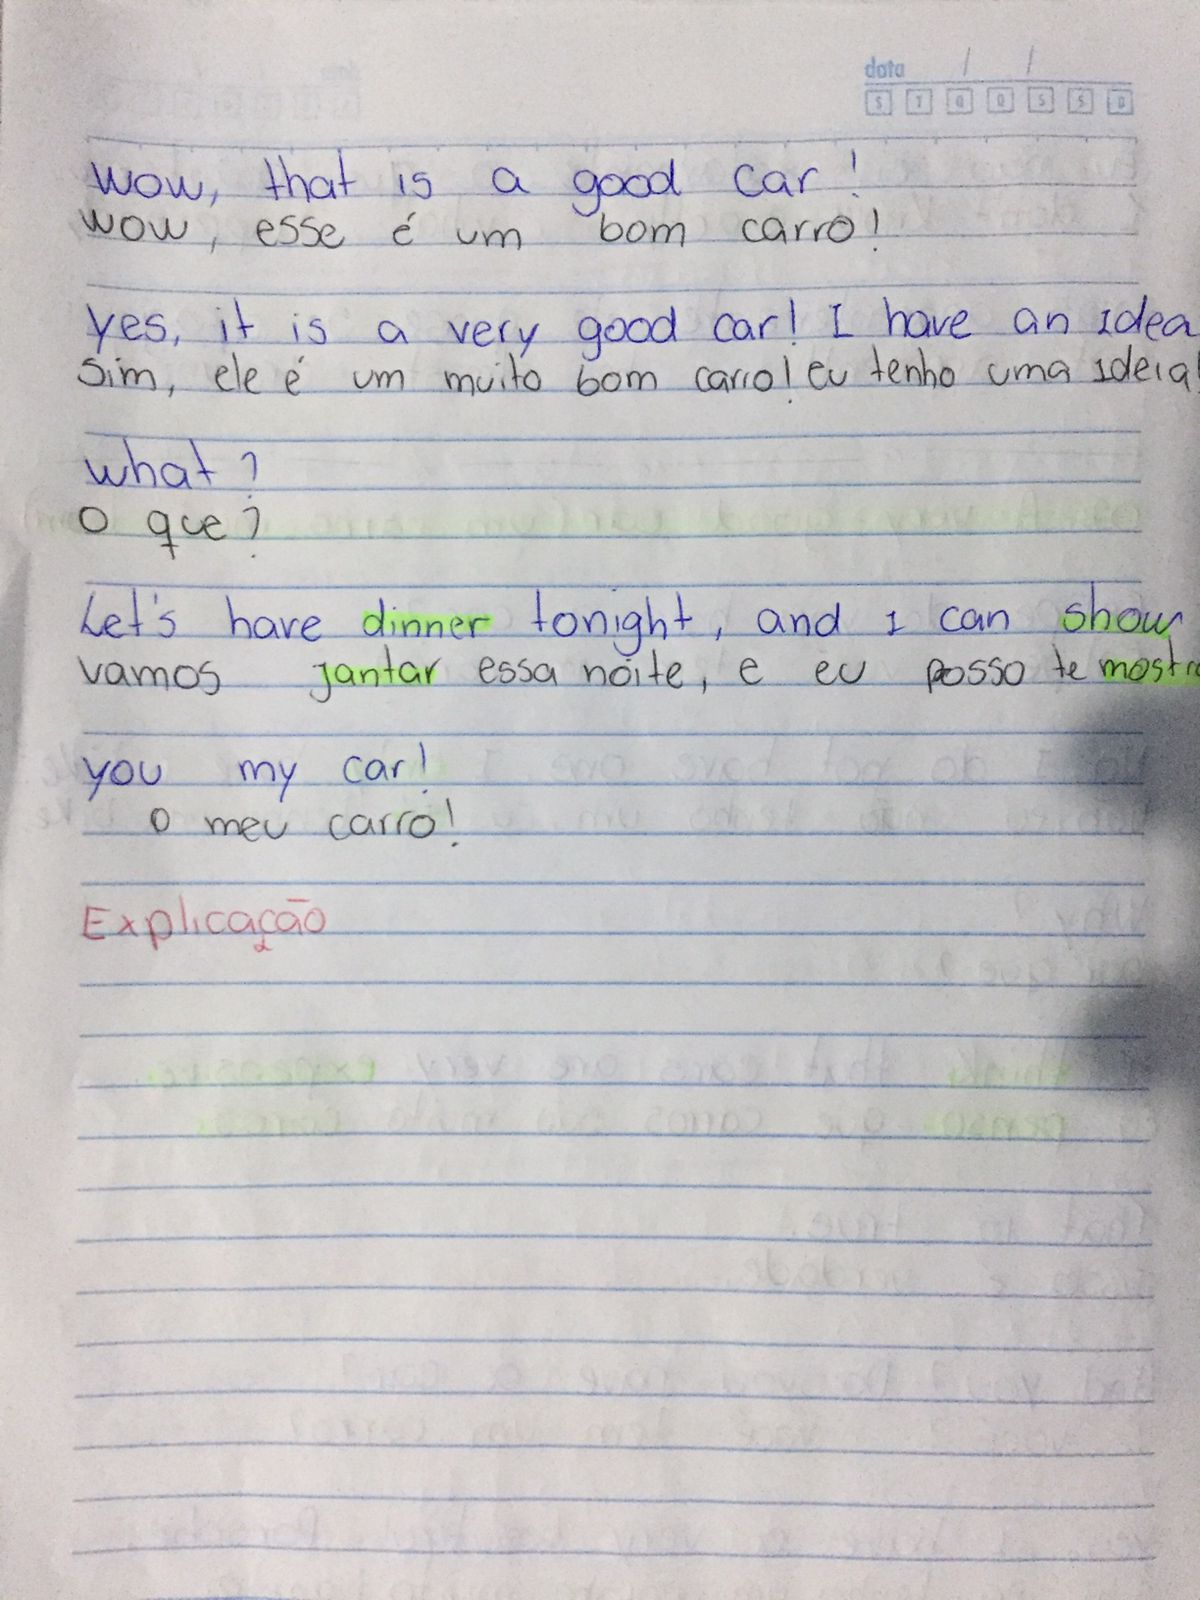 data / /
S T Q Q S S D
Wow, that is a good car!
Wow, esse é um bom carro!
Yes, it is a very good car! I have an idea
Sim, ele é um muito bom carro! eu tenho uma ideia!
What?
O que?
Let's have dinner tonight, and I can show
vamos jantar essa noite, e eu posso te mostra
you my car!
o meu carro!
Explicação